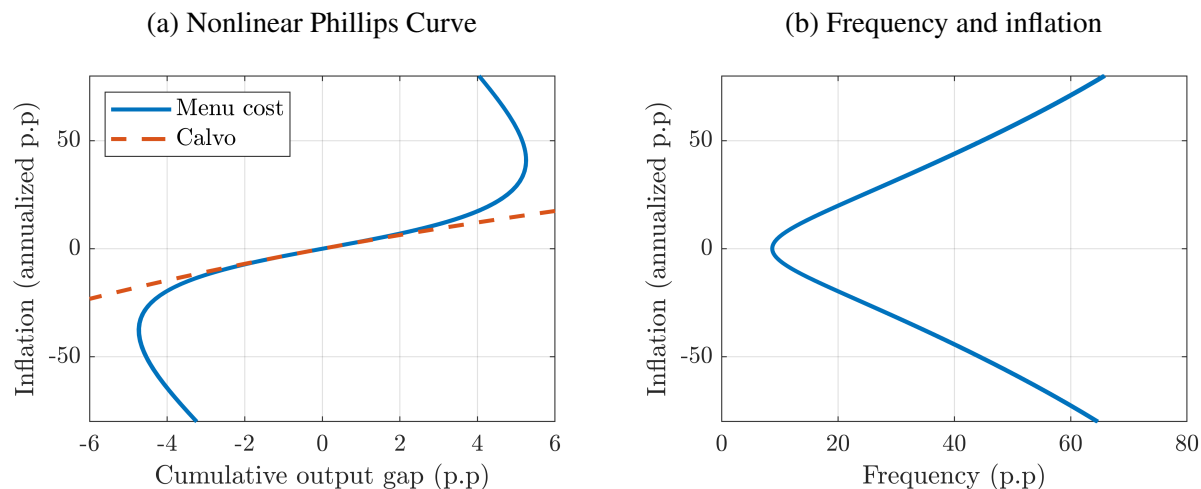 (a) Nonlinear Phillips Curve
Inflation (annualized p.p)
50
0
-50
Menu cost
Calvo
-6
-4
-2
0
2
4
6
Cumulative output gap (p.p)
(b) Frequency and inflation
Inflation (annualized p.p)
50
0
-50
0
20
40
60
80
Frequency (p.p)